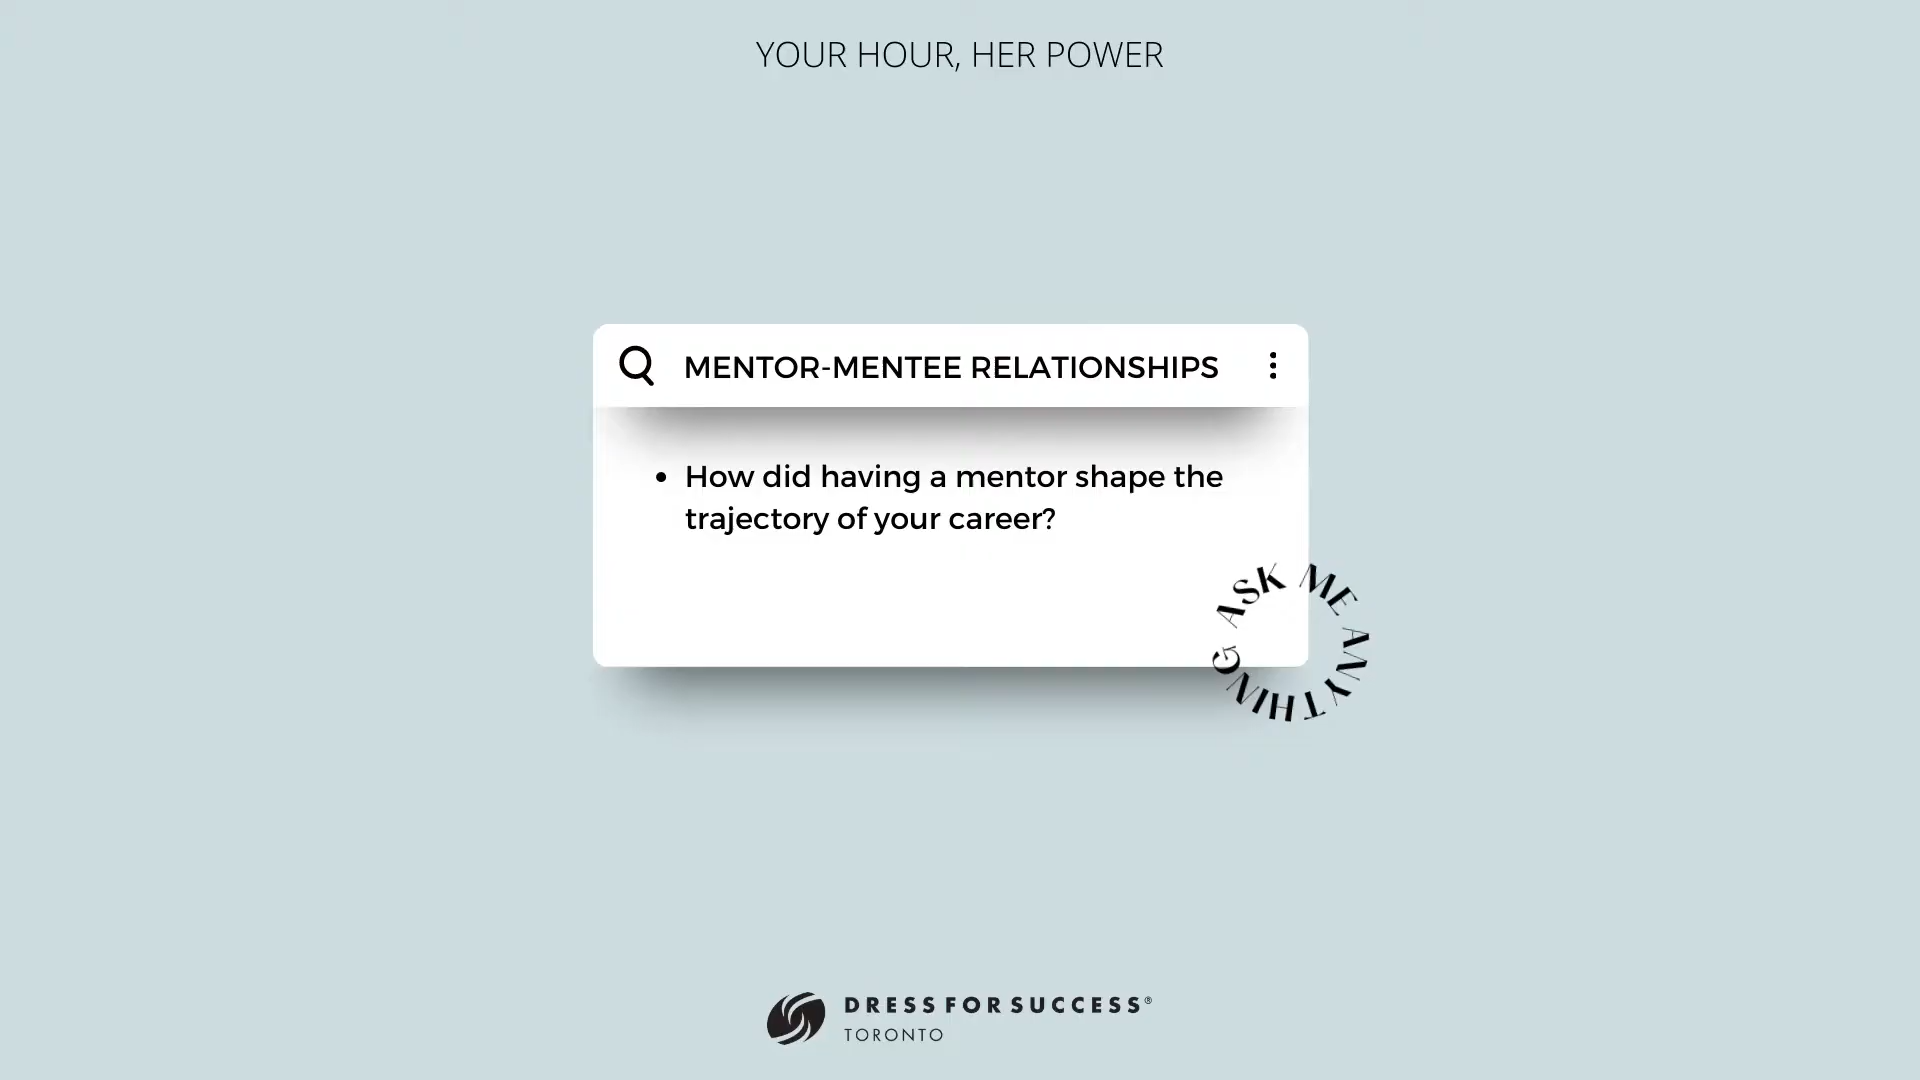 YOUR HOUR, HER POWER
MENTOR-MENTEE RELATIONSHIPS
• How did having a mentor shape the
trajectory of your career?
ASK ME ANYTHING
DRESS FOR SUCCESS®
TORONTO